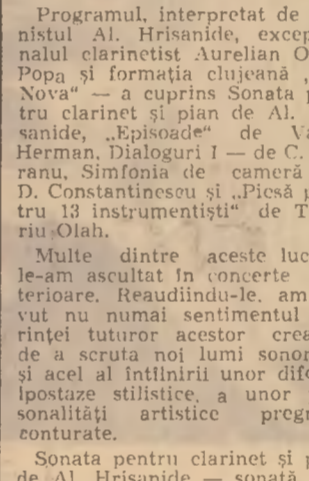 Programul, interpretat de
nistul Al. Hrisanide, excep
nalul clarinetist Aurelian O
Popa și formația clujeană „
Nova“ — a cuprins Sonata p
tru clarinet și pian de Al.
sanide, „Episoade“ de Va
Herman, Dialoguri I — de C.
ranu, Simfonia de cameră
D. Constantinescu și „Piesă p
tru 13 instrumentiști“ de T
riu Olah.
Multe dintre aceste luc
le-am ascultat în concerte
terioare. Reaudiindu-le, am
vut nu numai sentimentul
rinței tuturor acestor crea
de a scruta noi lumi sonor
și acel al întîlnirii unor dife
ipostaze stilistice, a unor
sonalități artistice pregn
conturate.
Sonata pentru clarinet și p
de Al. Hrisanide — sonată